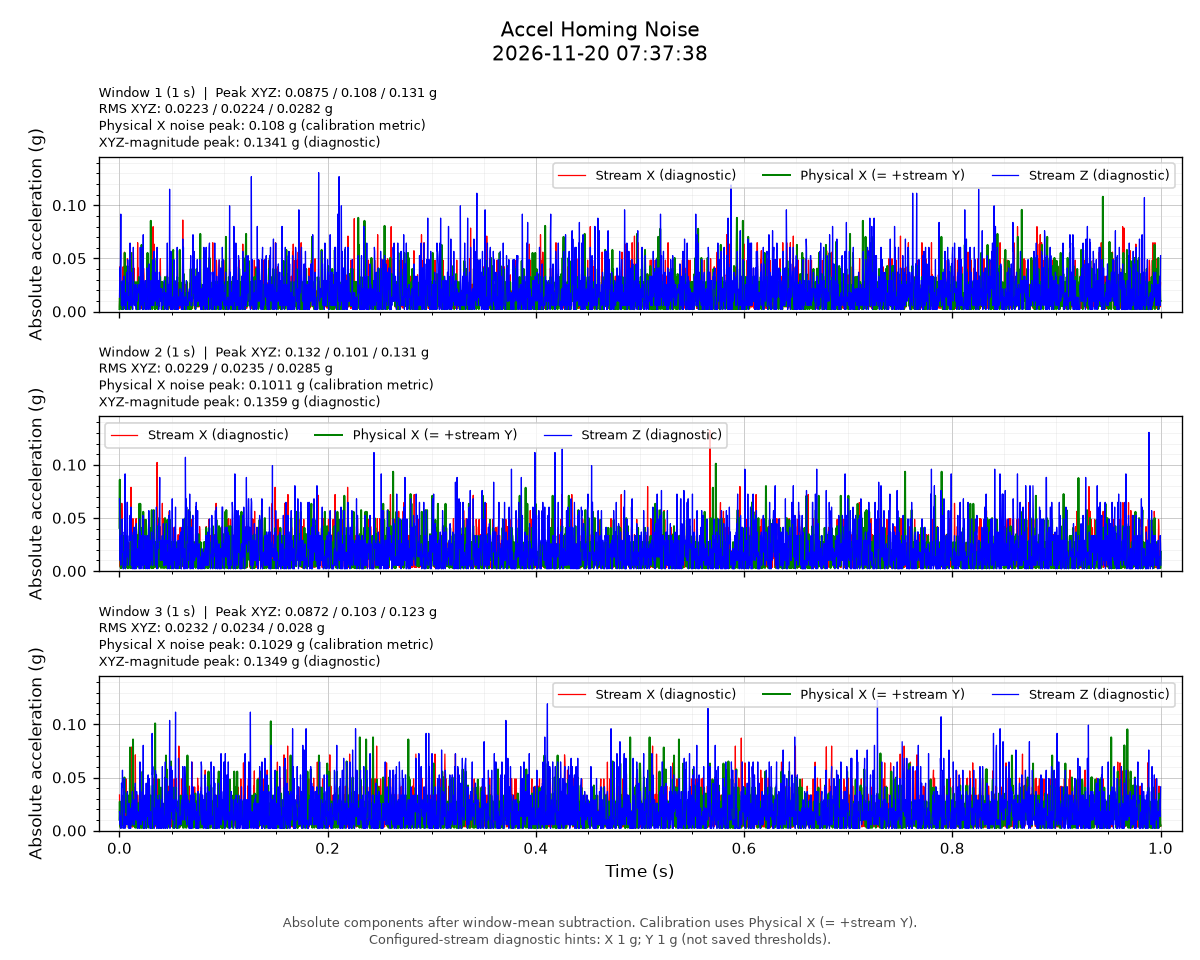 Accel Homing Noise
2026-11-20 07:37:38
Window 1 (1 s)  |  Peak XYZ: 0.0875 / 0.108 / 0.131 g
RMS XYZ: 0.0223 / 0.0224 / 0.0282 g
Physical X noise peak: 0.108 g (calibration metric)
XYZ-magnitude peak: 0.1341 g (diagnostic)
Absolute acceleration (g)
Stream X (diagnostic)
Physical X (= +stream Y)
Stream Z (diagnostic)
0.10
0.05
0.00
Window 2 (1 s)  |  Peak XYZ: 0.132 / 0.101 / 0.131 g
RMS XYZ: 0.0229 / 0.0235 / 0.0285 g
Physical X noise peak: 0.1011 g (calibration metric)
XYZ-magnitude peak: 0.1359 g (diagnostic)
Absolute acceleration (g)
Stream X (diagnostic)
Physical X (= +stream Y)
Stream Z (diagnostic)
0.10
0.05
0.00
Window 3 (1 s)  |  Peak XYZ: 0.0872 / 0.103 / 0.123 g
RMS XYZ: 0.0232 / 0.0234 / 0.028 g
Physical X noise peak: 0.1029 g (calibration metric)
XYZ-magnitude peak: 0.1349 g (diagnostic)
Absolute acceleration (g)
Stream X (diagnostic)
Physical X (= +stream Y)
Stream Z (diagnostic)
0.10
0.05
0.00
0.0
0.2
0.4
0.6
0.8
1.0
Time (s)
Absolute components after window-mean subtraction. Calibration uses Physical X (= +stream Y).
Configured-stream diagnostic hints: X 1 g; Y 1 g (not saved thresholds).